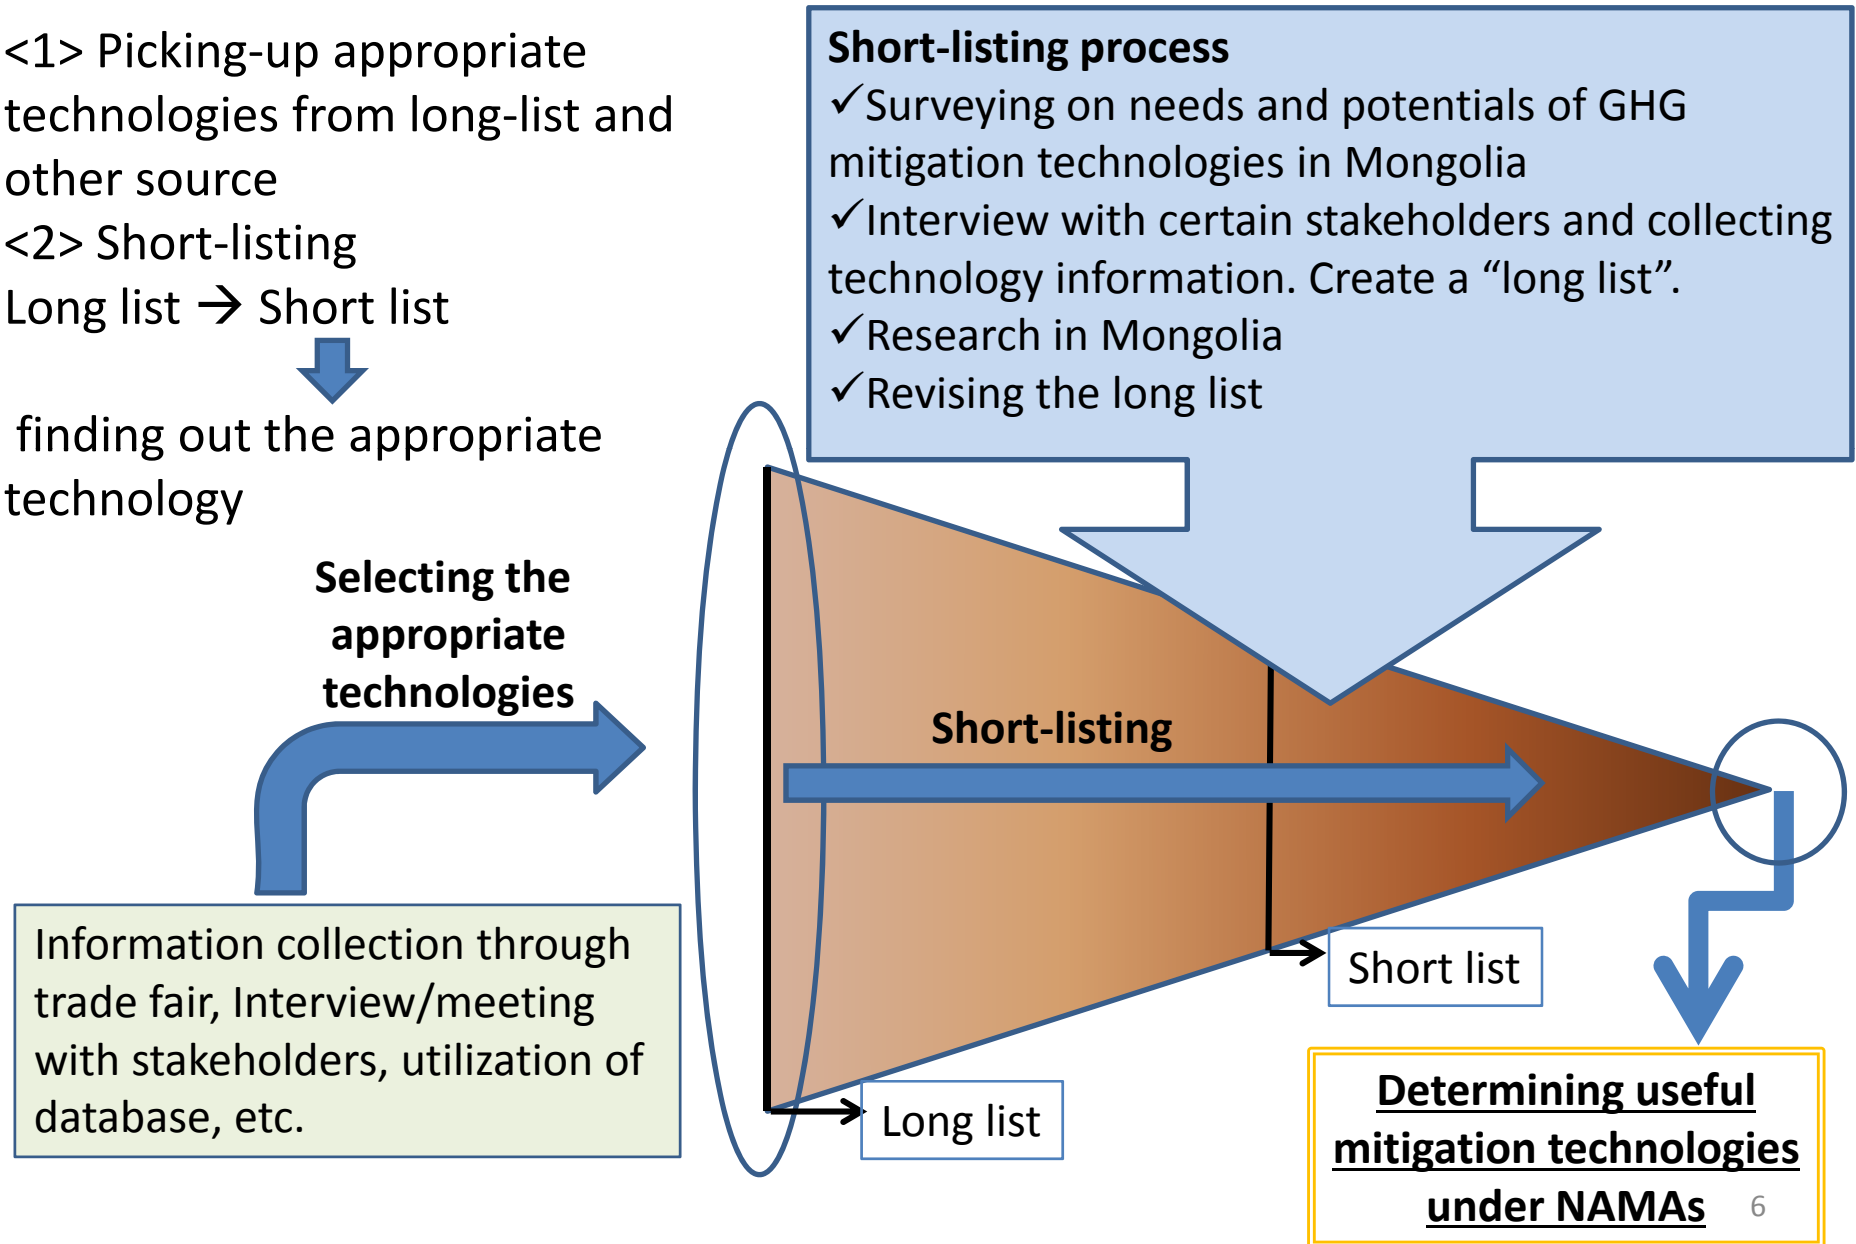 <1> Picking-up appropriate
technologies from long-list and
other source
<2> Short-listing
Long list → Short list
finding out the appropriate
technology
Short-listing process
✓Surveying on needs and potentials of GHG
mitigation technologies in Mongolia
✓Interview with certain stakeholders and collecting
technology information. Create a “long list”.
✓Research in Mongolia
✓Revising the long list
Selecting the
appropriate
technologies
Short-listing
Information collection through
trade fair, Interview/meeting
with stakeholders, utilization of
database, etc.
Short list
Long list
Determining useful
mitigation technologies
under NAMAs
6